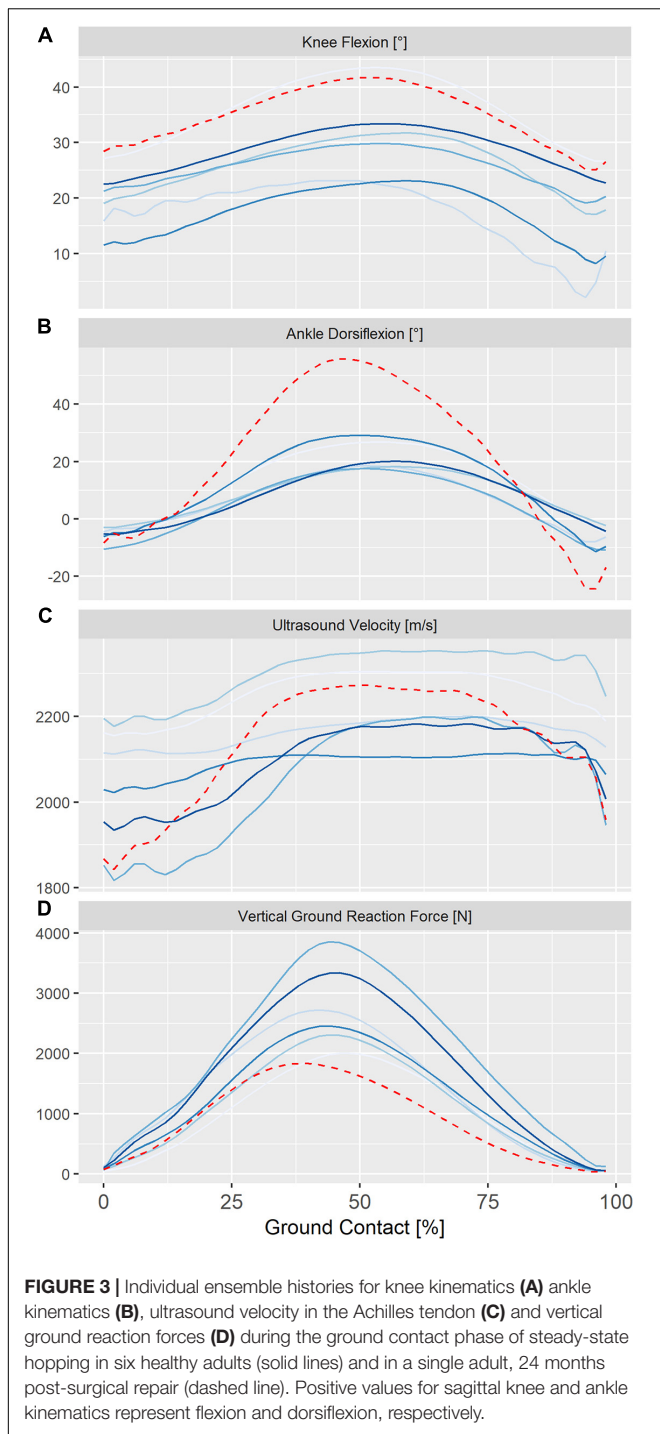 A
Knee Flexion [°]
40
30
20
10
B
Ankle Dorsiflexion [°]
40
20
0
-20
C
Ultrasound Velocity [m/s]
2200
2000
1800
D
Vertical Ground Reaction Force [N]
4000
3000
2000
1000
0
0 25 50 75 100
Ground Contact [%]
FIGURE 3 | Individual ensemble histories for knee kinematics (A) ankle
kinematics (B), ultrasound velocity in the Achilles tendon (C) and vertical
ground reaction forces (D) during the ground contact phase of steady-state
hopping in six healthy adults (solid lines) and in a single adult, 24 months
post-surgical repair (dashed line). Positive values for sagittal knee and ankle
kinematics represent flexion and dorsiflexion, respectively.